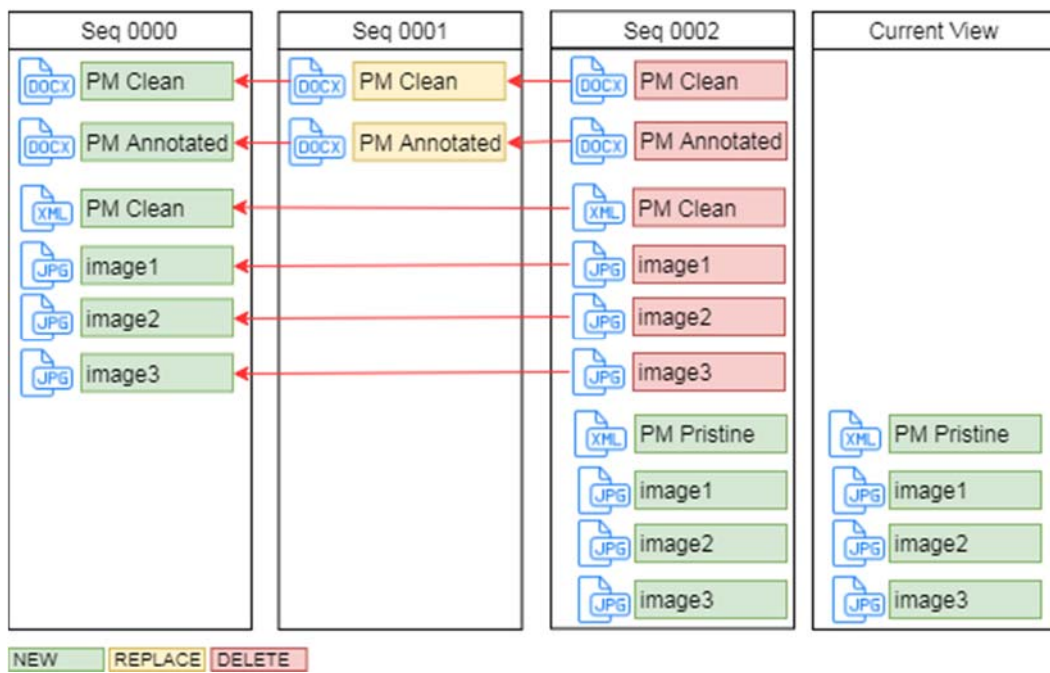 Seq 0000
Seq 0001
Seq 0002
Current View
DOCX PM Clean
DOCX PM Clean
DOCX PM Clean
DOCX PM Annotated
DOCX PM Annotated
DOCX PM Annotated
XML PM Clean
XML PM Clean
JPG image1
JPG image1
JPG image2
JPG image2
JPG image3
JPG image3
XML PM Pristine
XML PM Pristine
JPG image1
JPG image1
JPG image2
JPG image2
JPG image3
JPG image3
NEW
REPLACE
DELETE